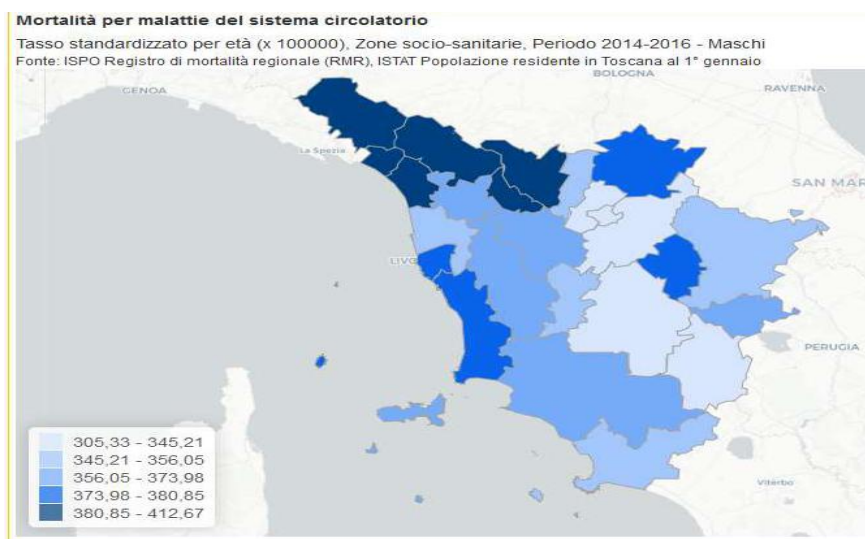 Mortalità per malattie del sistema circolatorio
Tasso standardizzato per età (x 100000), Zone socio-sanitarie, Periodo 2014-2016 - Maschi
Fonte: ISPO Registro di mortalità regionale (RMR), ISTAT Popolazione residente in Toscana al 1° gennaio
BOLOGNA
GENOA
RAVENNA
La Spezia
SAN MAR
LIVO
PERUGIA
Viterbo
305,33 - 345,21
345,21 - 356,05
356,05 - 373,98
373,98 - 380,85
380,85 - 412,67